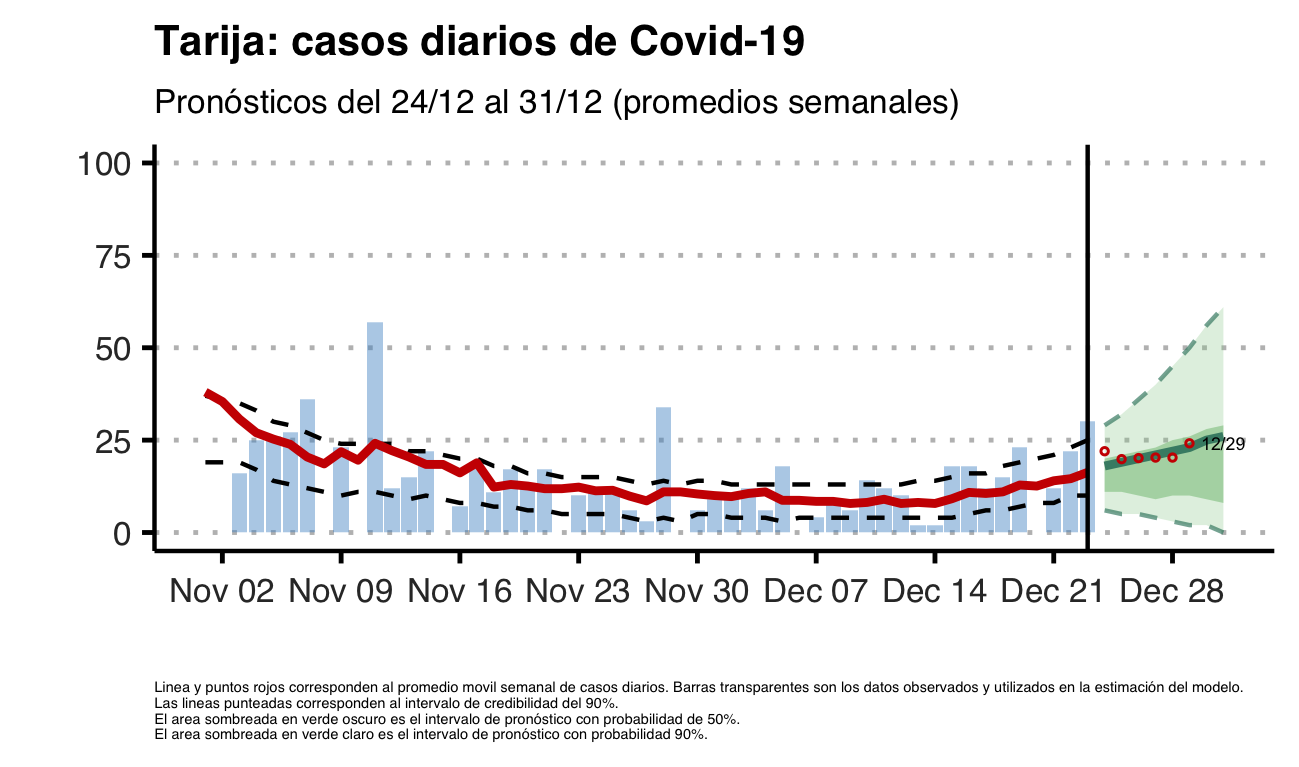 Tarija: casos diarios de Covid-19
Pronósticos del 24/12 al 31/12 (promedios semanales)
100
75
50
25
0
12/29
Nov 02 Nov 09 Nov 16 Nov 23 Nov 30 Dec 07 Dec 14 Dec 21 Dec 28
Linea y puntos rojos corresponden al promedio movil semanal de casos diarios. Barras transparentes son los datos observados y utilizados en la estimación del modelo.
Las lineas punteadas corresponden al intervalo de credibilidad del 90%.
El area sombreada en verde oscuro es el intervalo de pronóstico con probabilidad de 50%.
El area sombreada en verde claro es el intervalo de pronóstico con probabilidad 90%.